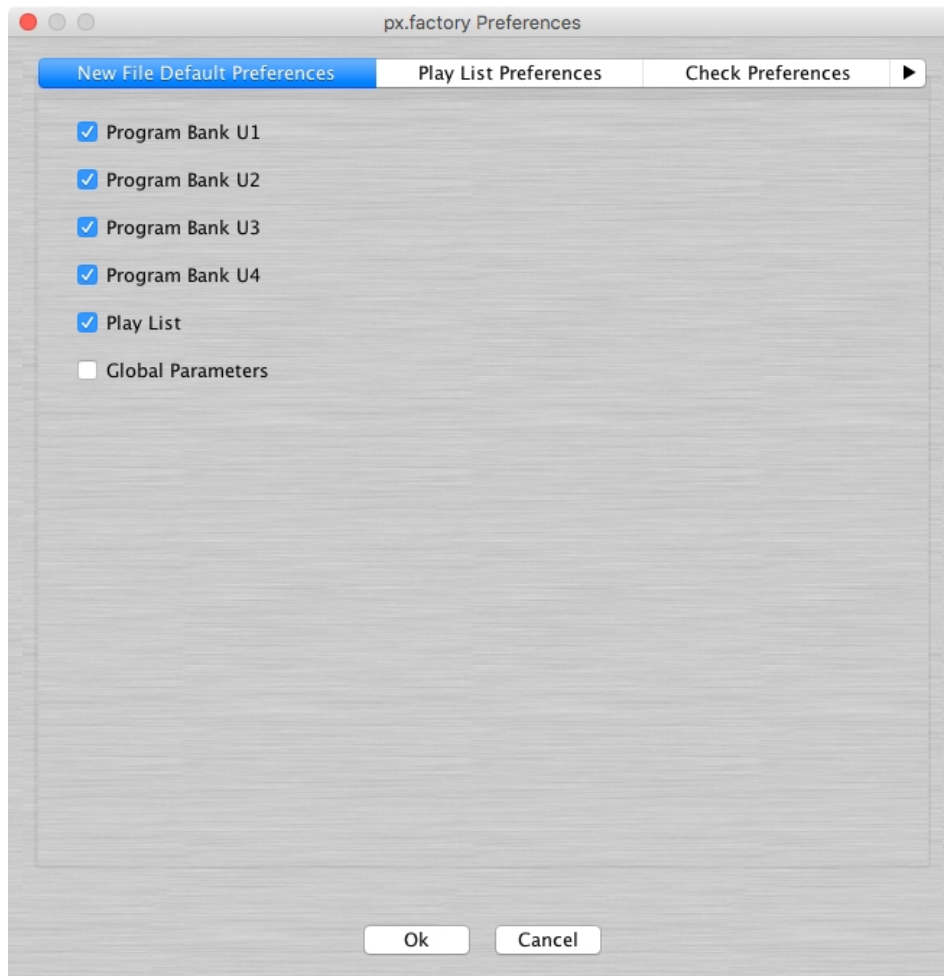 px.factory Preferences
New File Default Preferences Play List Preferences Check Preferences
Program Bank U1
Program Bank U2
Program Bank U3
Program Bank U4
Play List
Global Parameters
Ok Cancel